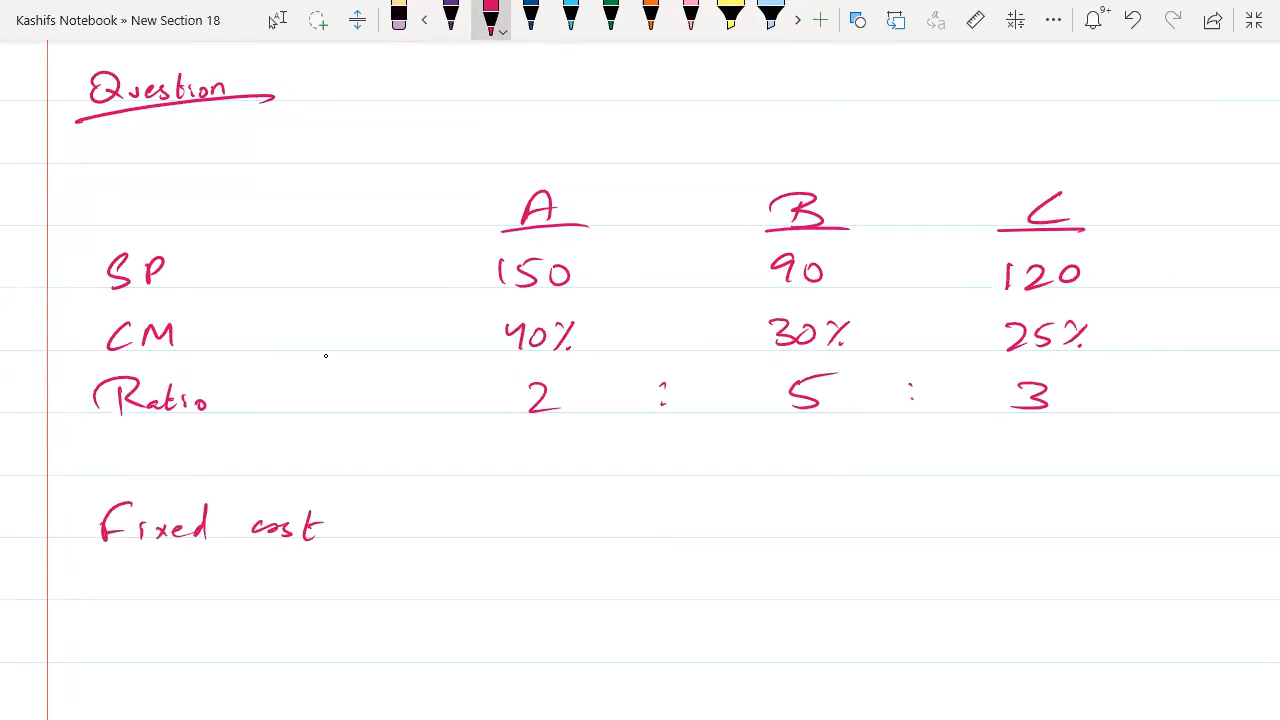 Kashifs Notebook » New Section 18
9+
Question
A B C
SP 150 90 120
CM 40% 30% 25%
Ratio 2 : 5 : 3
Fixed cost